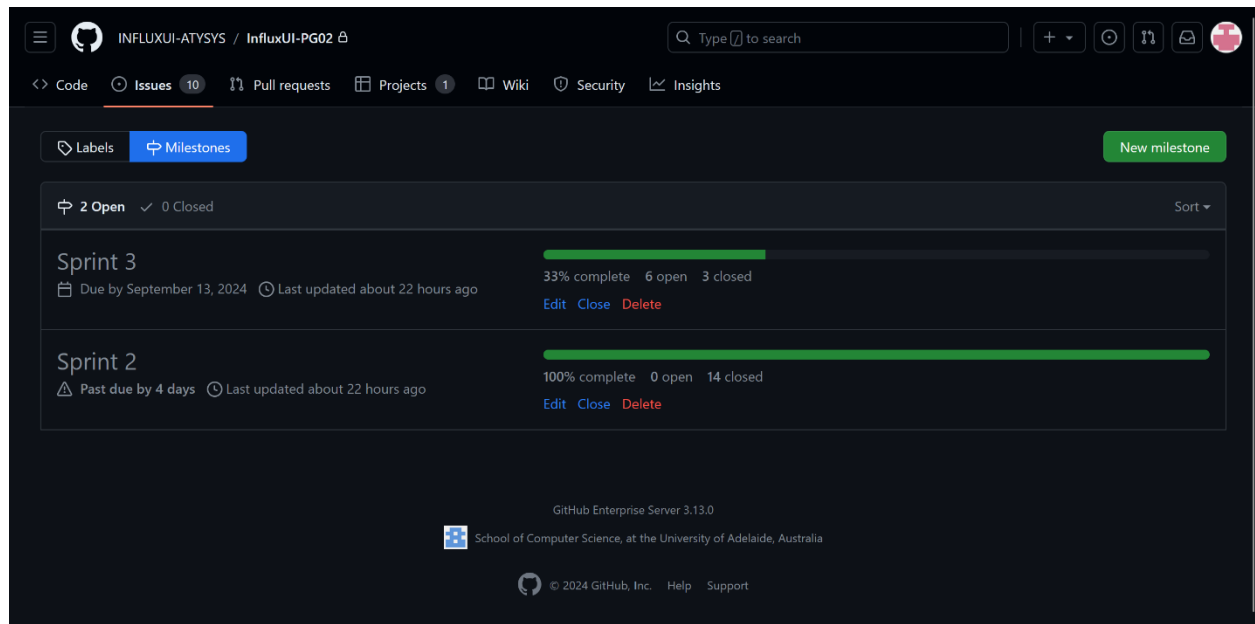 INFLUXUI-ATYSYS / InfluxUI-PG02
Type / to search
Code Issues 10 Pull requests Projects 1 Wiki Security Insights
Labels Milestones New milestone
2 Open 0 Closed Sort
Sprint 3
Due by September 13, 2024 Last updated about 22 hours ago
33% complete 6 open 3 closed
Edit Close Delete
Sprint 2
Past due by 4 days Last updated about 22 hours ago
100% complete 0 open 14 closed
Edit Close Delete
GitHub Enterprise Server 3.13.0
School of Computer Science, at the University of Adelaide, Australia
© 2024 GitHub, Inc. Help Support